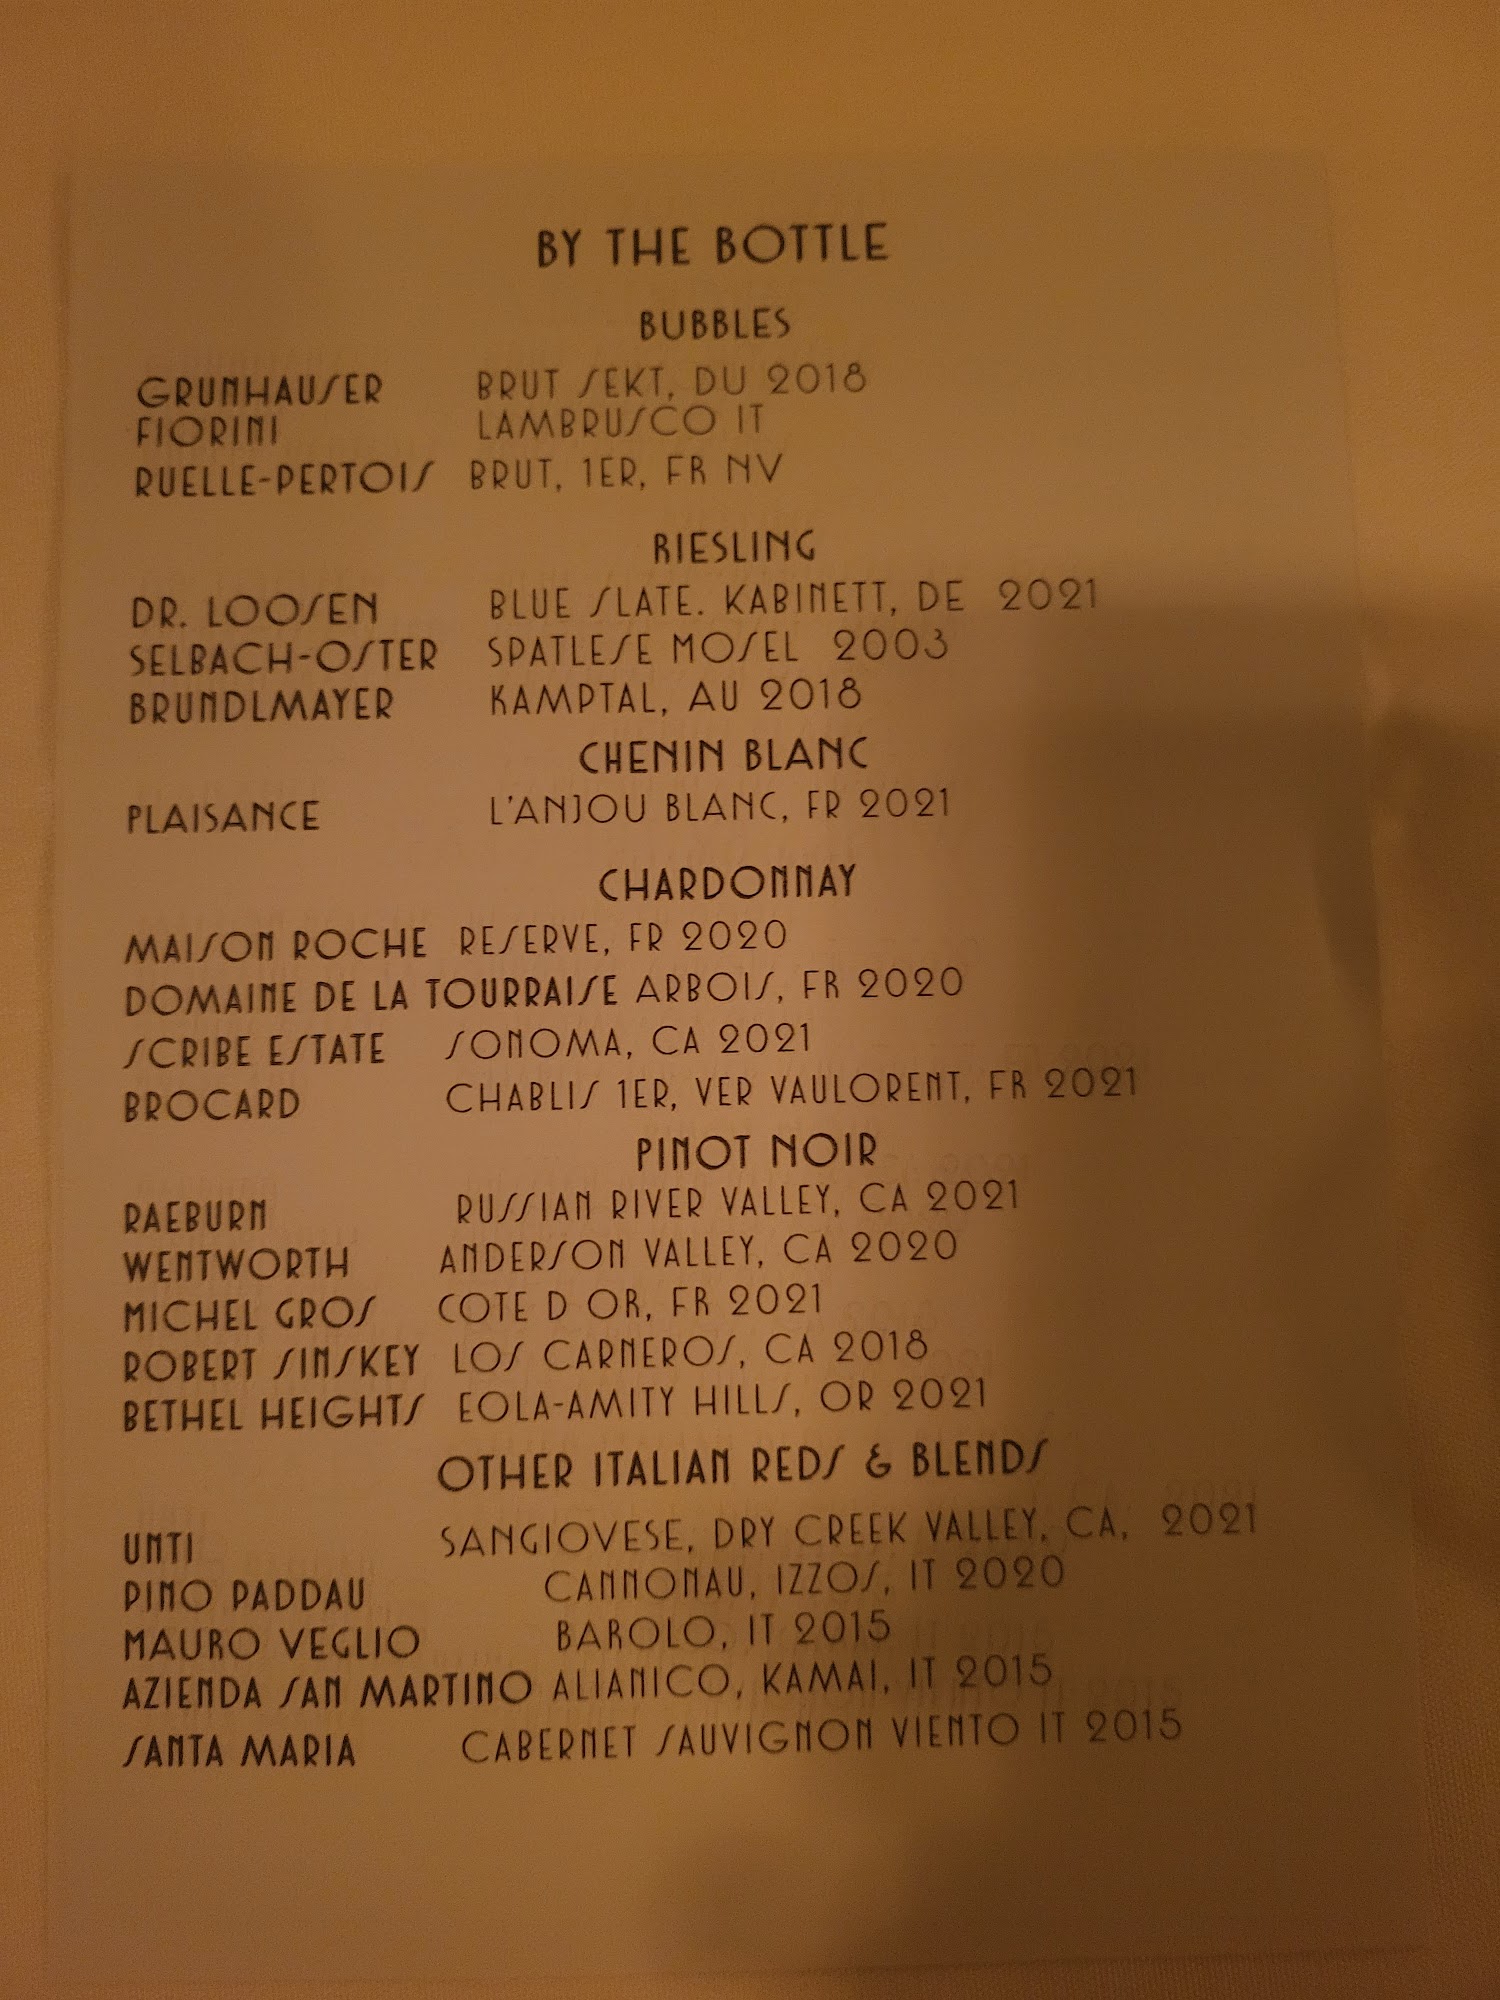 BY THE BOTTLE
BUBBLES
GRUNHAUSER BRUT SEKT, DU 2018
FIORINI LAMBRUSCO IT
RUELLE-PERTOIS BRUT, 1ER, FR NV
RIESLING
DR. LOOSEN BLUE SLATE. KABINETT, DE 2021
SELBACH-OSTER SPATLESE MOSEL 2003
BRUNDLMAYER KAMPTAL, AU 2018
CHENIN BLANC
PLAISANCE L'ANJOU BLANC, FR 2021
CHARDONNAY
MAISON ROCHE RESERVE, FR 2020
DOMAINE DE LA TOURRAISE ARBOIS, FR 2020
SCRIBE ESTATE SONOMA, CA 2021
BROCARD CHABLIS 1ER, VER VAULORENT, FR 2021
PINOT NOIR
RAEBURN RUSSIAN RIVER VALLEY, CA 2021
WENTWORTH ANDERSON VALLEY, CA 2020
MICHEL GROS COTE D OR, FR 2021
ROBERT SINSKEY LOS CARNEROS, CA 2018
BETHEL HEIGHTS EOLA-AMITY HILLS, OR 2021
OTHER ITALIAN REDS & BLENDS
UNTI SANGIOVESE, DRY CREEK VALLEY, CA, 2021
PINO PADDAU CANNONAU, IZZOS, IT 2020
MAURO VEGLIO BAROLO, IT 2015
AZIENDA SAN MARTINO ALIANICO, KAMAI, IT 2015
SANTA MARIA CABERNET SAUVIGNON VIENTO IT 2015